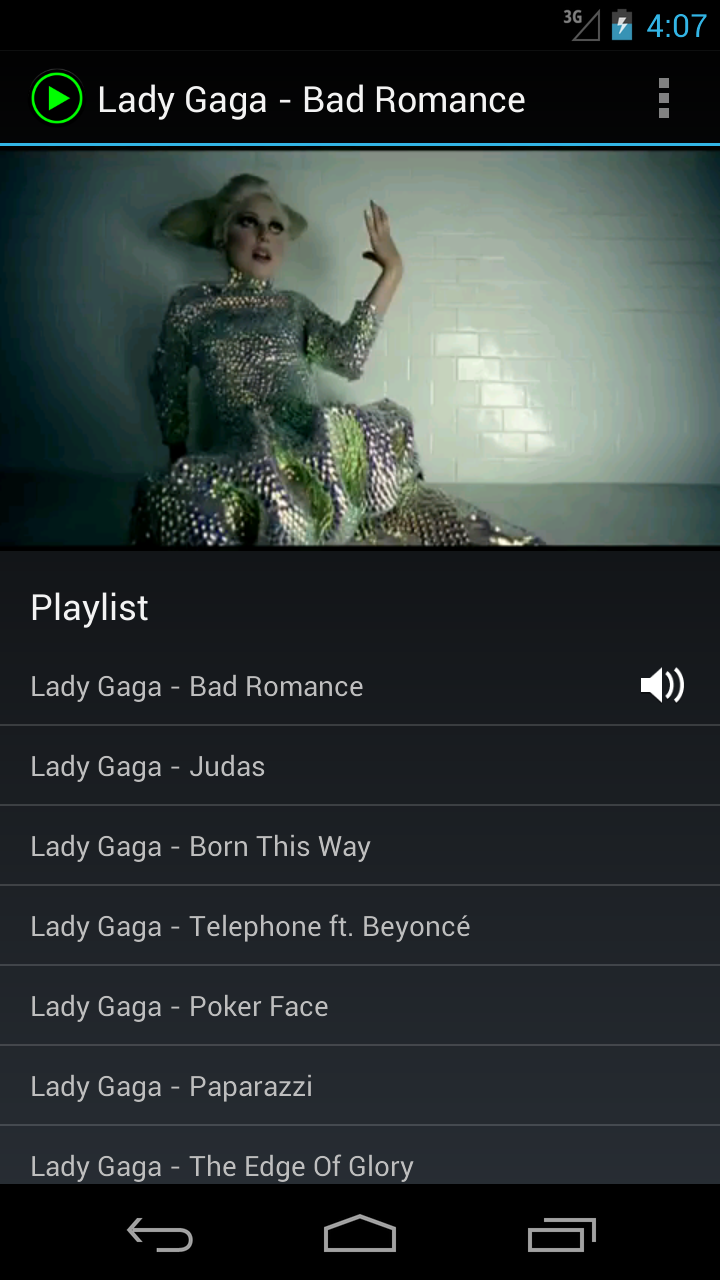 3G 4:07
Lady Gaga - Bad Romance
Playlist
Lady Gaga - Bad Romance
Lady Gaga - Judas
Lady Gaga - Born This Way
Lady Gaga - Telephone ft. Beyoncé
Lady Gaga - Poker Face
Lady Gaga - Paparazzi
Lady Gaga - The Edge Of Glory